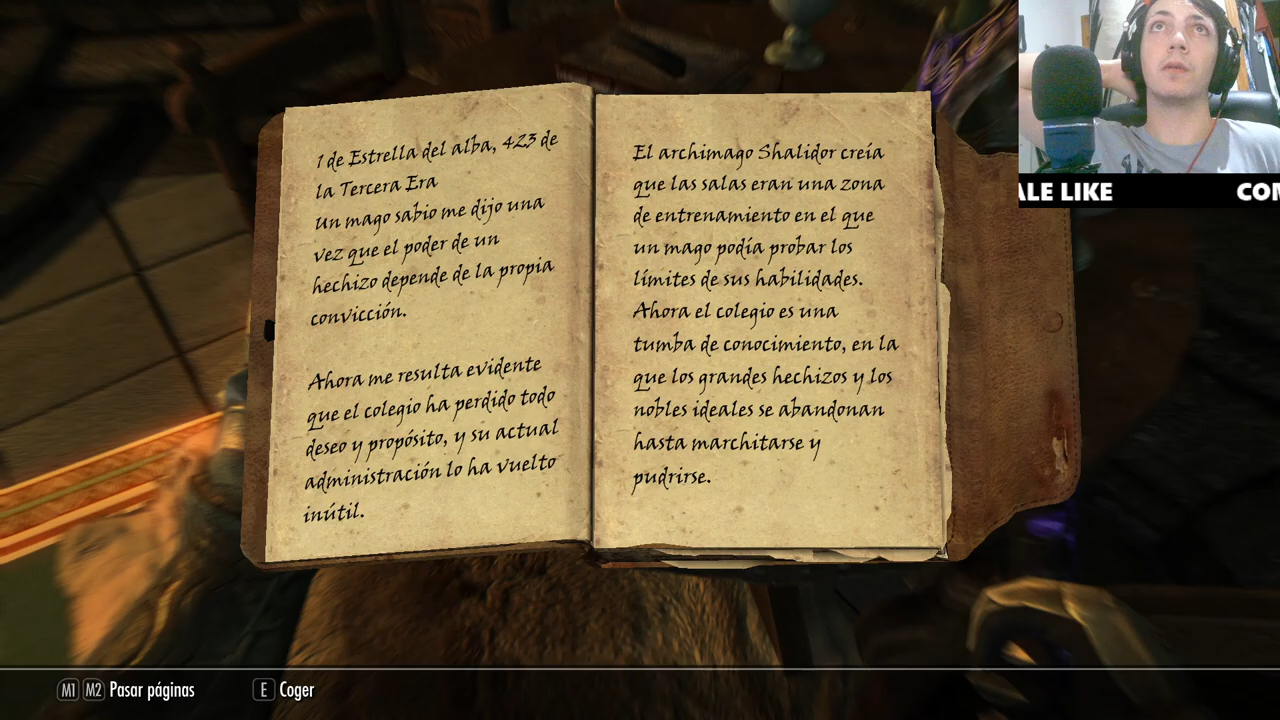 1 de Estrella del alba, 423 de
la Tercera Era
Un mago sabio me dijo una
vez que el poder de un
hechizo depende de la propia
convicción.
Ahora me resulta evidente
que el colegio ha perdido todo
deseo y propósito, y su actual
administración lo ha vuelto
inútil.
El archimago Shalidor creía
que las salas eran una zona
de entrenamiento en el que
un mago podía probar los
límites de sus habilidades.
Ahora el colegio es una
tumba de conocimiento, en la
que los grandes hechizos y los
nobles ideales se abandonan
hasta marchitarse y
pudrirse.
ALE LIKE COM
M1 M2 Pasar páginas E Coger